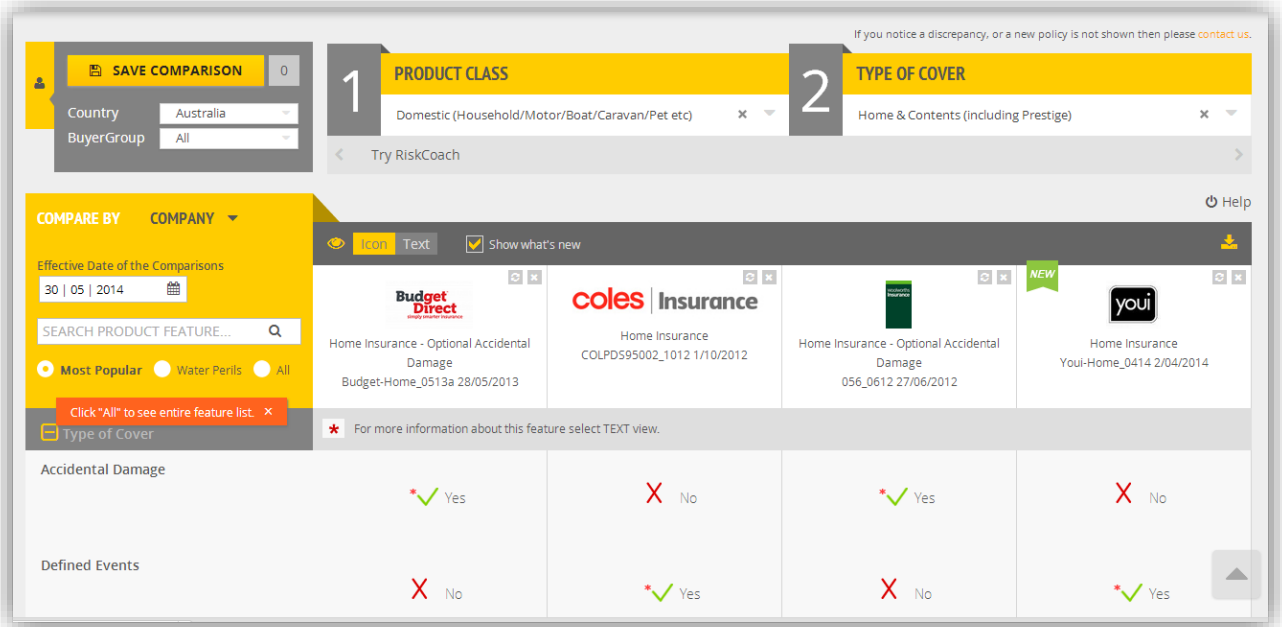 If you notice a discrepancy, or a new policy is not shown then please contact us.
SAVE COMPARISON 0
Country Australia
BuyerGroup All
1 PRODUCT CLASS
Domestic (Household/Motor/Boat/Caravan/Pet etc)
2 TYPE OF COVER
Home & Contents (including Prestige)
Try RiskCoach
Help
COMPARE BY COMPANY
Effective Date of the Comparisons
30 | 05 | 2014
SEARCH PRODUCT FEATURE...
Most Popular Water Perils All
Click "All" to see entire feature list.
Type of Cover
Icon Text Show what's new
Budget
Direct
simply smarter insurance
Home Insurance - Optional Accidental
Damage
Budget-Home_0513a 28/05/2013
coles Insurance
Home Insurance
COLPDS95002_1012 1/10/2012
woolworths
insurance
Home Insurance - Optional Accidental
Damage
056_0612 27/06/2012
NEW
youi
Home Insurance
Youi-Home_0414 2/04/2014
* For more information about this feature select TEXT view.
Accidental Damage
* Yes X No * Yes X No
Defined Events
X No * Yes X No * Yes